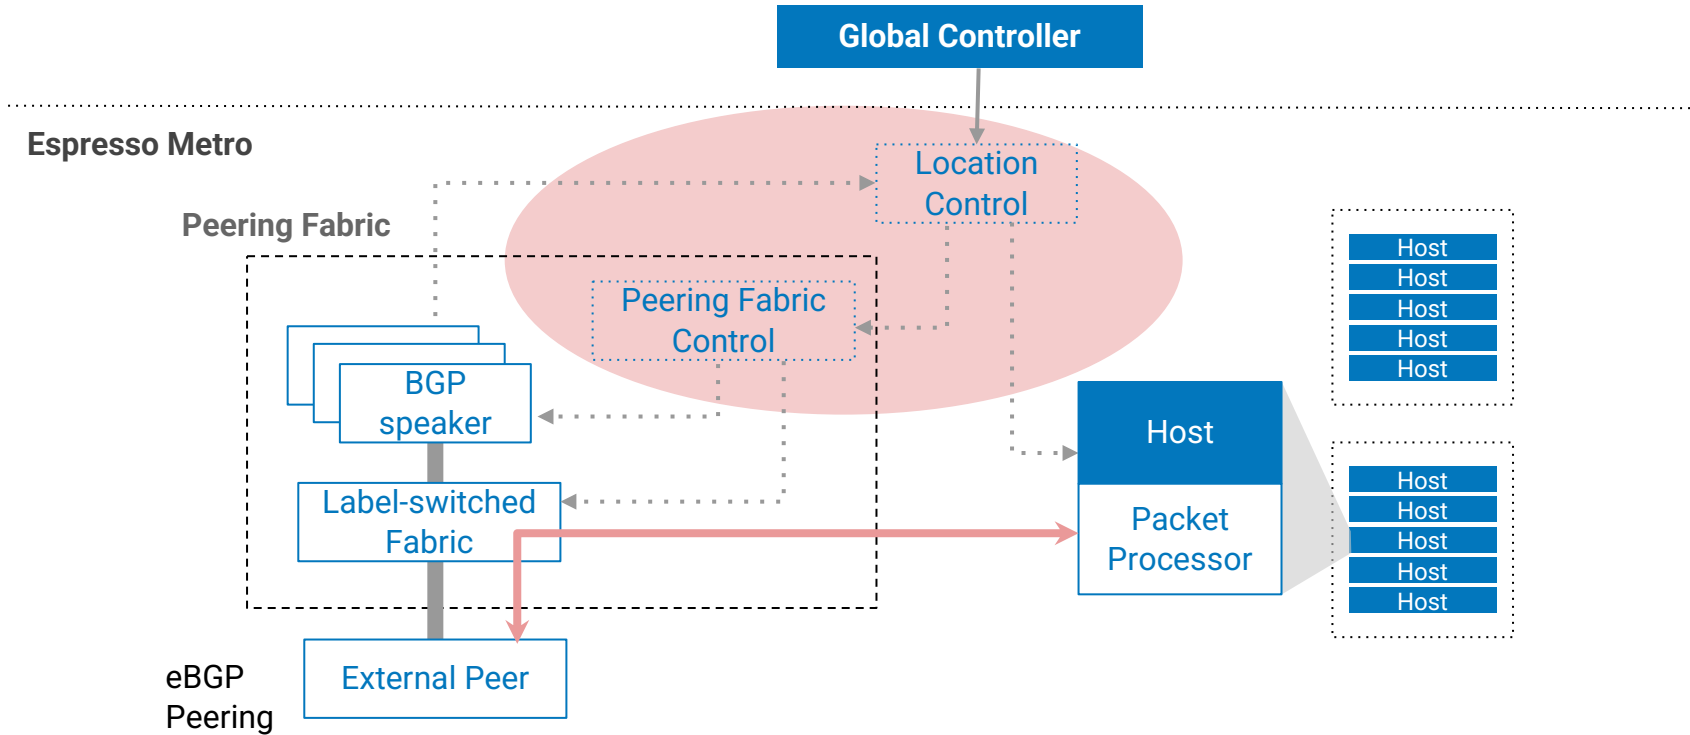 Global Controller
Espresso Metro
Location
Control
Peering Fabric
Peering Fabric
Control
BGP
speaker
Label-switched
Fabric
External Peer
eBGP
Peering
Host
Packet
Processor
Host
Host
Host
Host
Host
Host
Host
Host
Host
Host